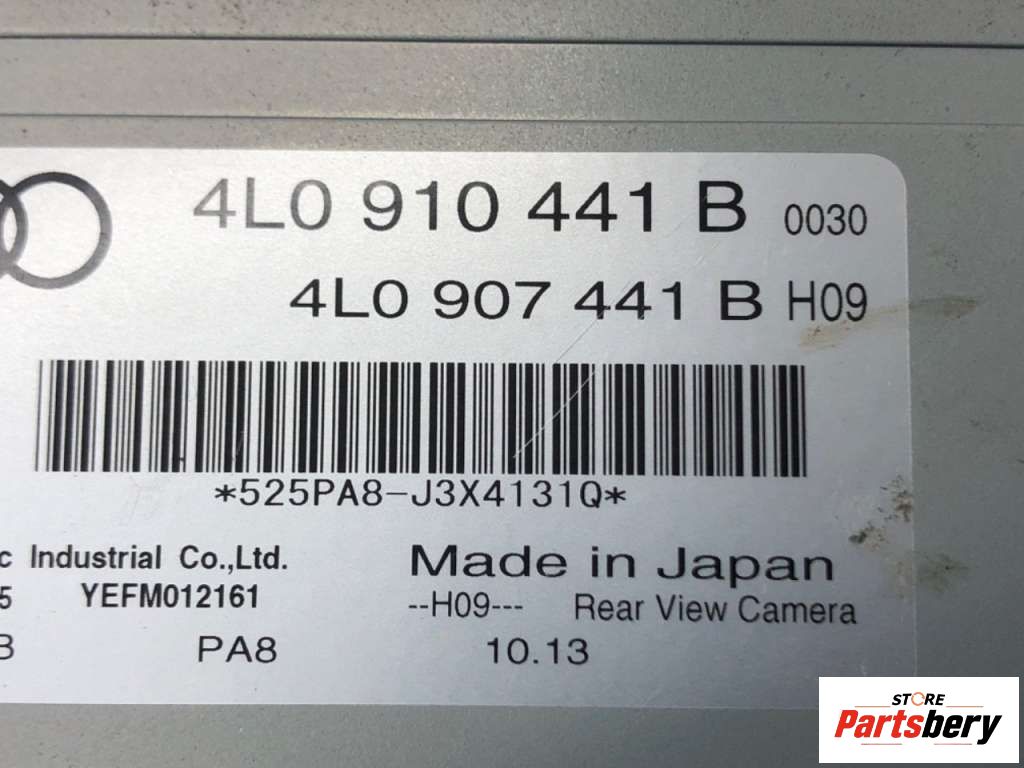 4L0 910 441 B 0030
4L0 907 441 B H09
*525PA8-J3X4131Q*
Industrial Co.,Ltd. Made in Japan
YEFM012161 --H09--- Rear View Camera
PA8 10.13
STORE
Partsbery